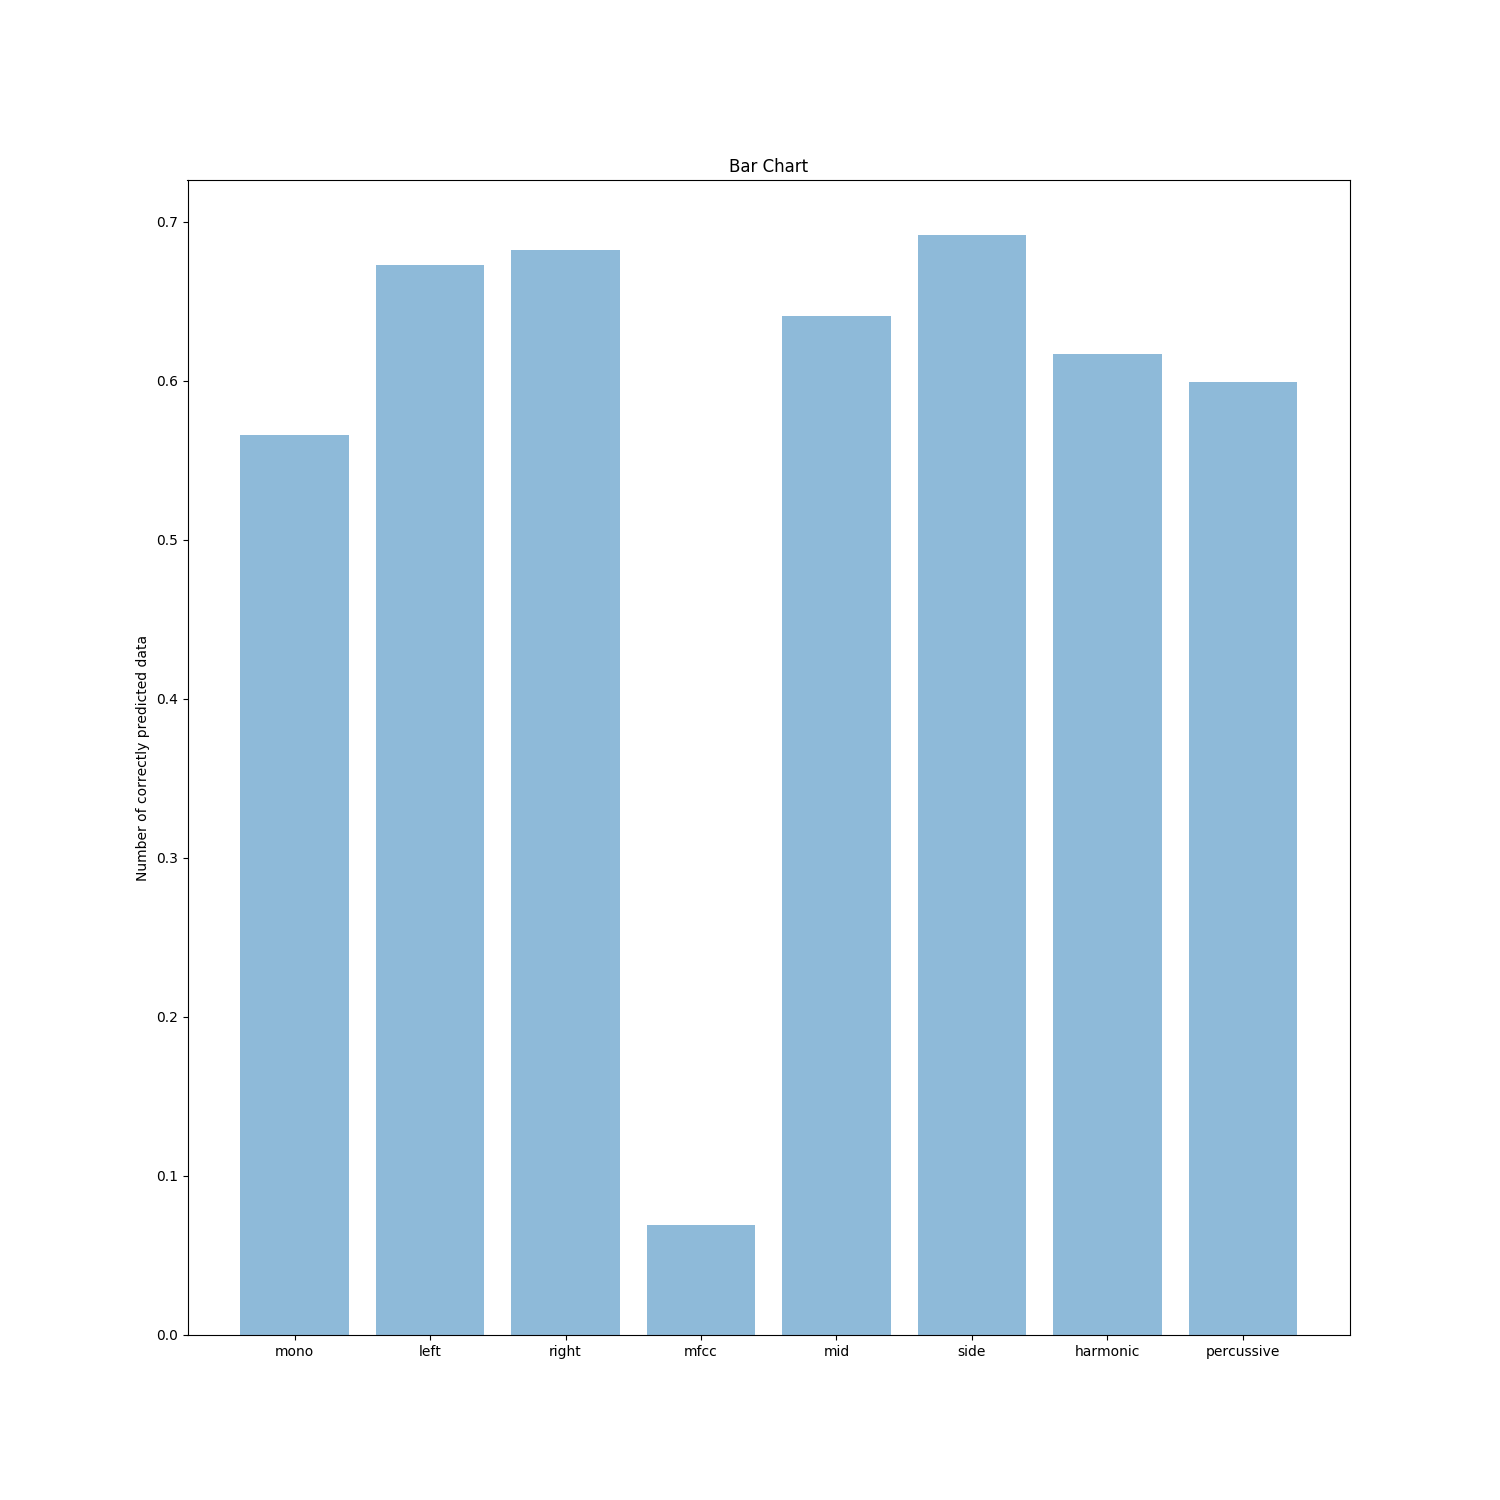 Bar Chart
0.7
0.6
0.5
0.4
0.3
0.2
0.1
0.0
Number of correctly predicted data
mono left right mfcc mid side harmonic percussive